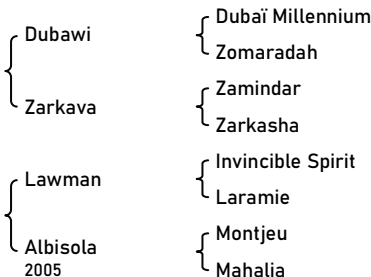 Dubaï Millennium
Dubawi
Zomaradah
Zamindar
Zarkava
Zarkasha
Invincible Spirit
Lawman
Laramie
Montjeu
Albisola
2005
Mahalia